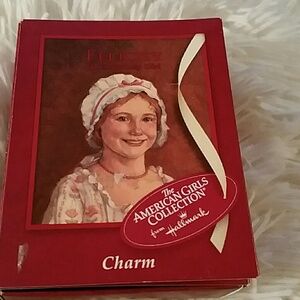 The
AMERICAN GIRLS
COLLECTION
from Hallmark
Charm